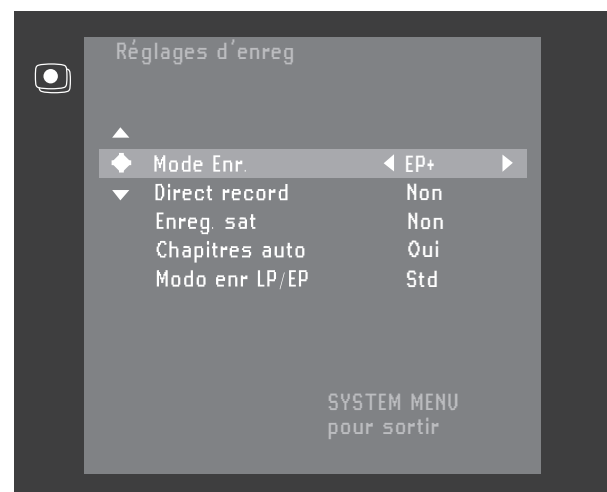 Réglages d'enreg
Mode Enr. EP+
Direct record Non
Enreg. sat Non
Chapitres auto Oui
Modo enr LP/EP Std
SYSTEM MENU
pour sortir